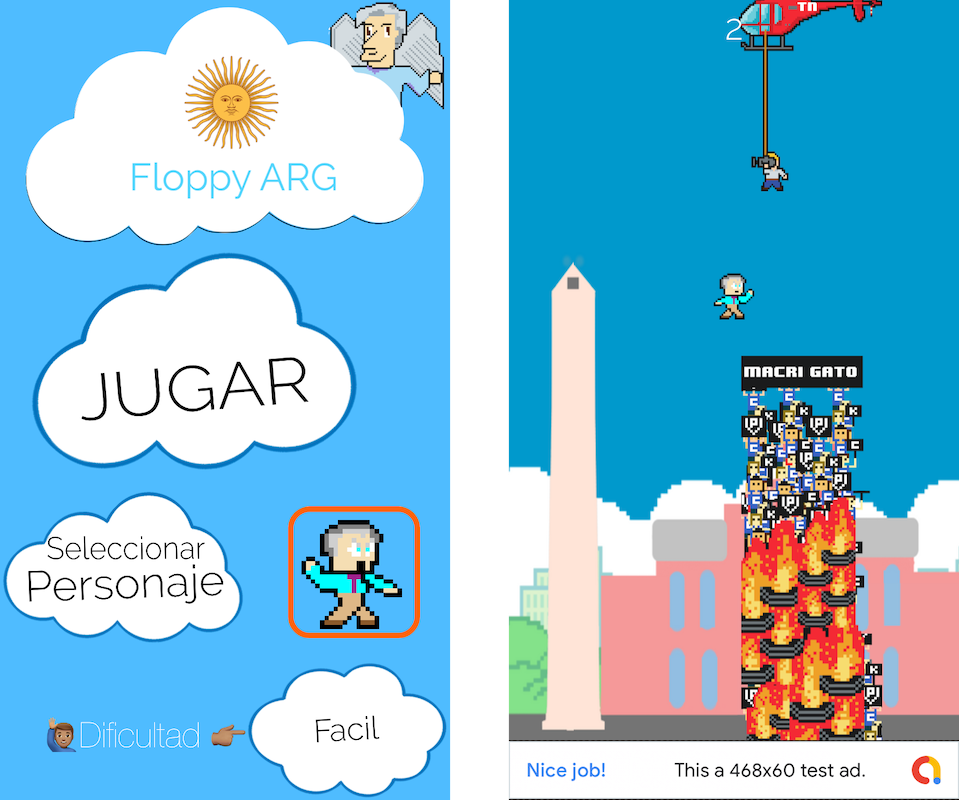 Floppy ARG
JUGAR
Seleccionar
Personaje
Dificultad
Facil
TN
2
MACRI GATO
Nice job!
This a 468x60 test ad.